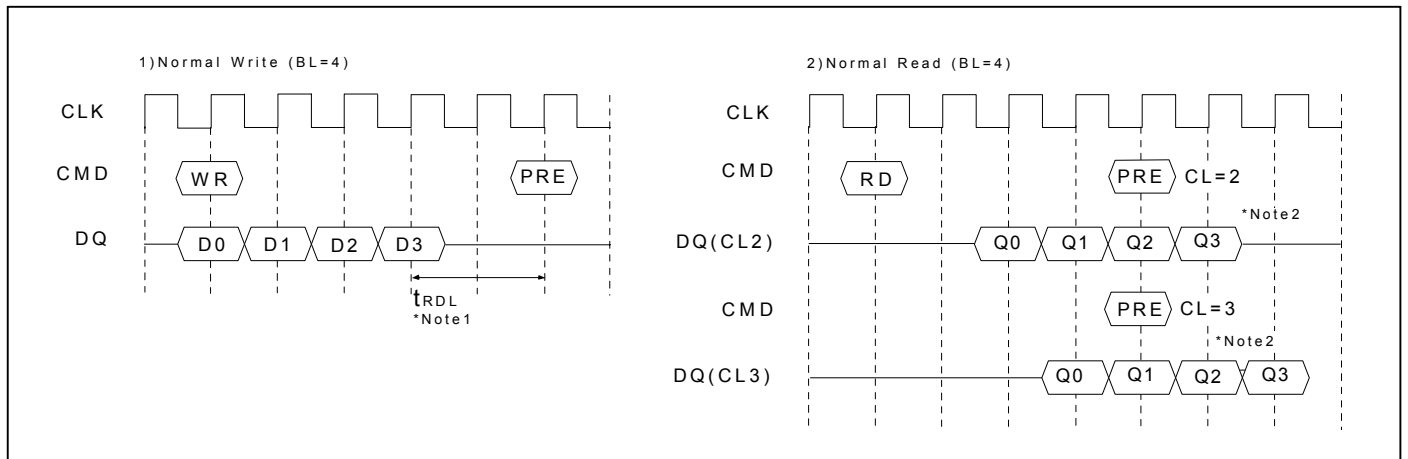 1)Normal Write (BL=4)
CLK
CMD WR PRE
DQ D0 D1 D2 D3
tRDL
*Note1
2)Normal Read (BL=4)
CLK
CMD RD PRE CL=2
*Note2
DQ(CL2) Q0 Q1 Q2 Q3
CMD PRE CL=3
*Note2
DQ(CL3) Q0 Q1 Q2 Q3